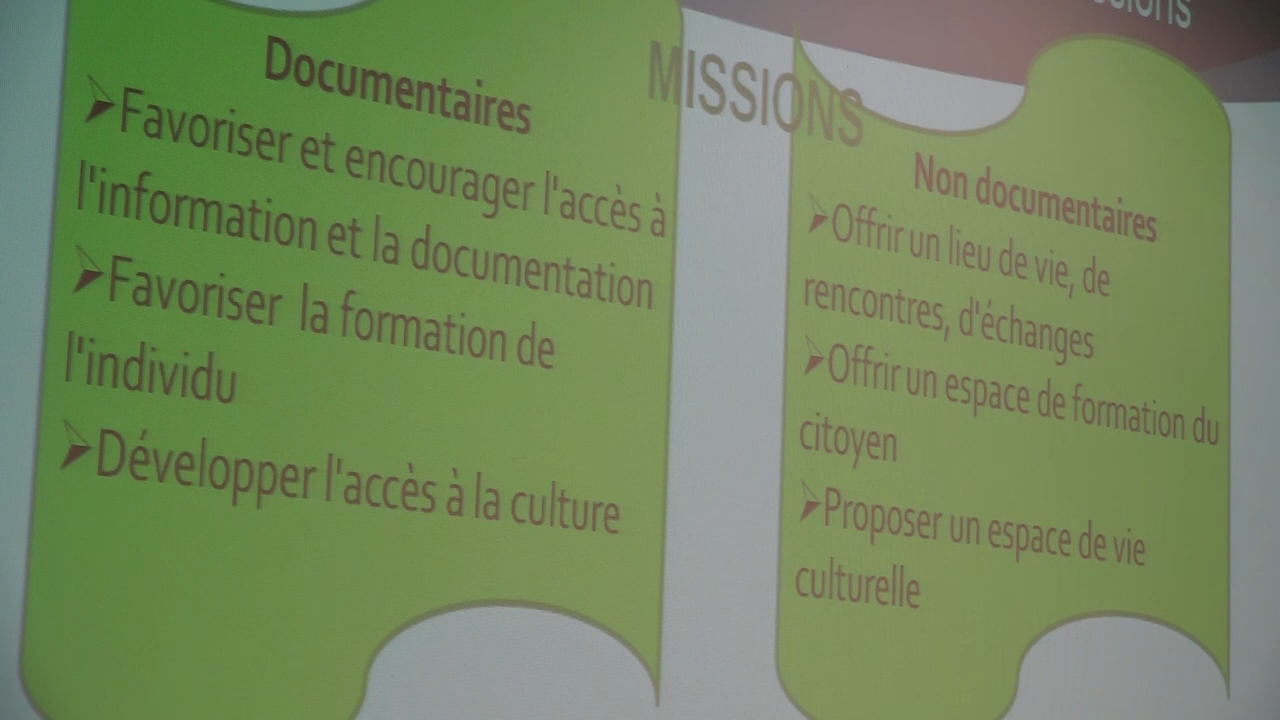 MISSIONS
Documentaires
➢Favoriser et encourager l'accès à
l'information et la documentation
➢Favoriser la formation de
l'individu
➢Développer l'accès à la culture
Non documentaires
➢Offrir un lieu de vie, de
rencontres, d'échanges
➢Offrir un espace de formation du
citoyen
➢Proposer un espace de vie
culturelle